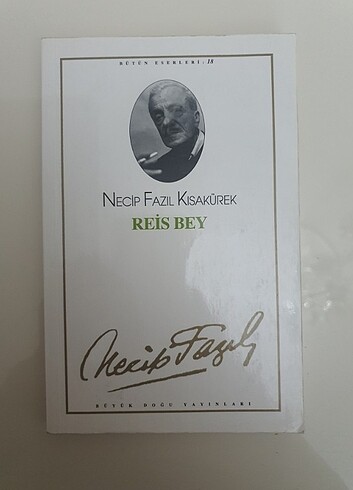 BÜTÜN ESERLERİ: 18
NECİP FAZIL KISAKÜREK
REİS BEY
Necip Fazıl
BÜYÜK DOĞU YAYINLARI